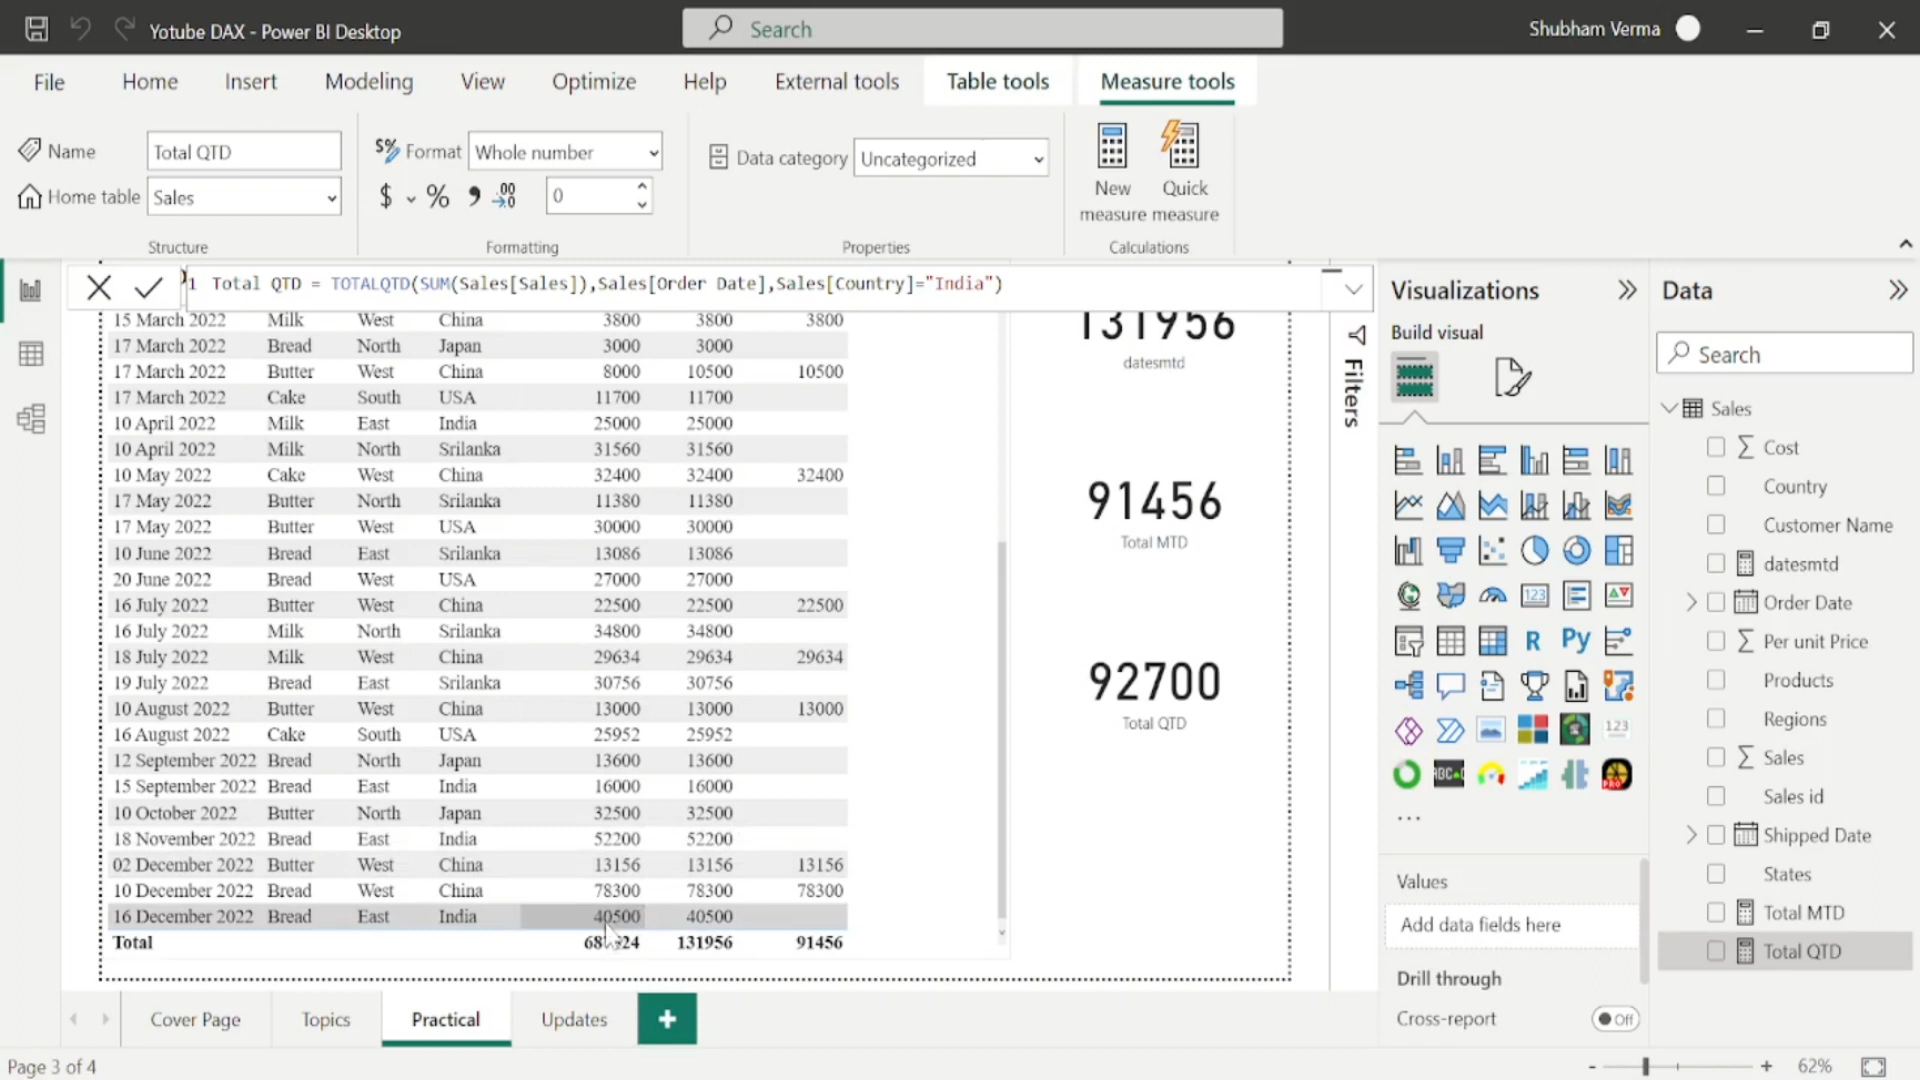 Yotube DAX - Power BI Desktop
Search
Shubham Verma
File Home Insert Modeling View Optimize Help External tools Table tools Measure tools
Name Total QTD
Format Whole number
Data category Uncategorized
Home table Sales
$ % 9 .00 0
New measure
Quick measure
Structure Formatting Properties Calculations
1 Total QTD = TOTALQTD(SUM(Sales[Sales]),Sales[Order Date],Sales[Country]="India")
15 March 2022 Milk West China 3800 3800 3800
17 March 2022 Bread North Japan 3000 3000
17 March 2022 Butter West China 8000 10500 10500
17 March 2022 Cake South USA 11700 11700
10 April 2022 Milk East India 25000 25000
10 April 2022 Milk North Srilanka 31560 31560
10 May 2022 Cake West China 32400 32400 32400
17 May 2022 Butter North Srilanka 11380 11380
17 May 2022 Butter West USA 30000 30000
10 June 2022 Bread East Srilanka 13086 13086
20 June 2022 Bread West USA 27000 27000
16 July 2022 Butter West China 22500 22500 22500
16 July 2022 Milk North Srilanka 34800 34800
18 July 2022 Milk West China 29634 29634 29634
19 July 2022 Bread East Srilanka 30756 30756
10 August 2022 Butter West China 13000 13000 13000
16 August 2022 Cake South USA 25952 25952
12 September 2022 Bread North Japan 13600 13600
15 September 2022 Bread East India 16000 16000
10 October 2022 Butter North Japan 32500 32500
18 November 2022 Bread East India 52200 52200
02 December 2022 Butter West China 13156 13156 13156
10 December 2022 Bread West China 78300 78300 78300
16 December 2022 Bread East India 40500 40500
Total 131956 91456
131956
datesmtd
91456
Total MTD
92700
Total QTD
Filters
Visualizations
Build visual
R Py
123
123
ABC
PRO
...
Values
Add data fields here
Drill through
Cross-report Off
Data
Search
Sales
Cost
Country
Customer Name
datesmtd
Order Date
Per unit Price
Products
Regions
Sales
Sales id
Shipped Date
States
Total MTD
Total QTD
Cover Page Topics Practical Updates +
Page 3 of 4
- + 62%